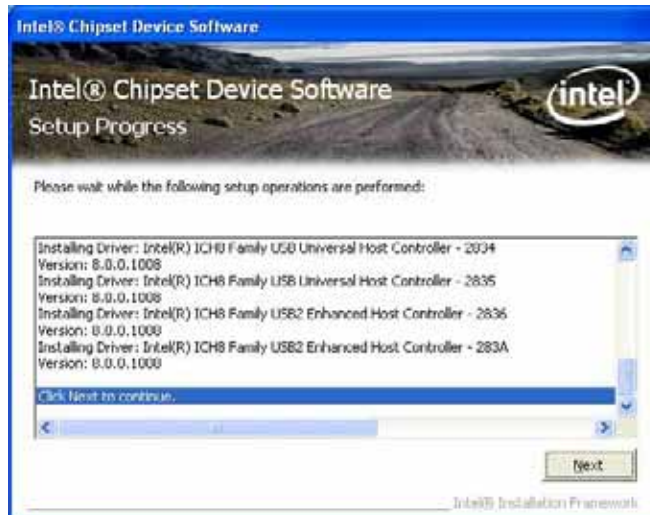 Intel® Chipset Device Software
Intel® Chipset Device Software
intel
Setup Progress
Please wait while the following setup operations are performed:
Installing Driver: Intel(R) ICH8 Family USB Universal Host Controller - 2834
Version: 8.0.0.1008
Installing Driver: Intel(R) ICH8 Family USB Universal Host Controller - 2835
Version: 8.0.0.1008
Installing Driver: Intel(R) ICH8 Family USB2 Enhanced Host Controller - 2836
Version: 8.0.0.1008
Installing Driver: Intel(R) ICH8 Family USB2 Enhanced Host Controller - 283A
Version: 8.0.0.1008
Click Next to continue.
Next
Intel® Installation Framework